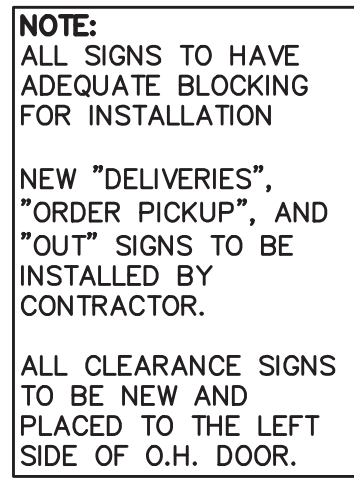 NOTE:
ALL SIGNS TO HAVE
ADEQUATE BLOCKING
FOR INSTALLATION
NEW ”DELIVERIES”,
”ORDER PICKUP”, AND
”OUT” SIGNS TO BE
INSTALLED BY
CONTRACTOR.
ALL CLEARANCE SIGNS
TO BE NEW AND
PLACED TO THE LEFT
SIDE OF O.H. DOOR.